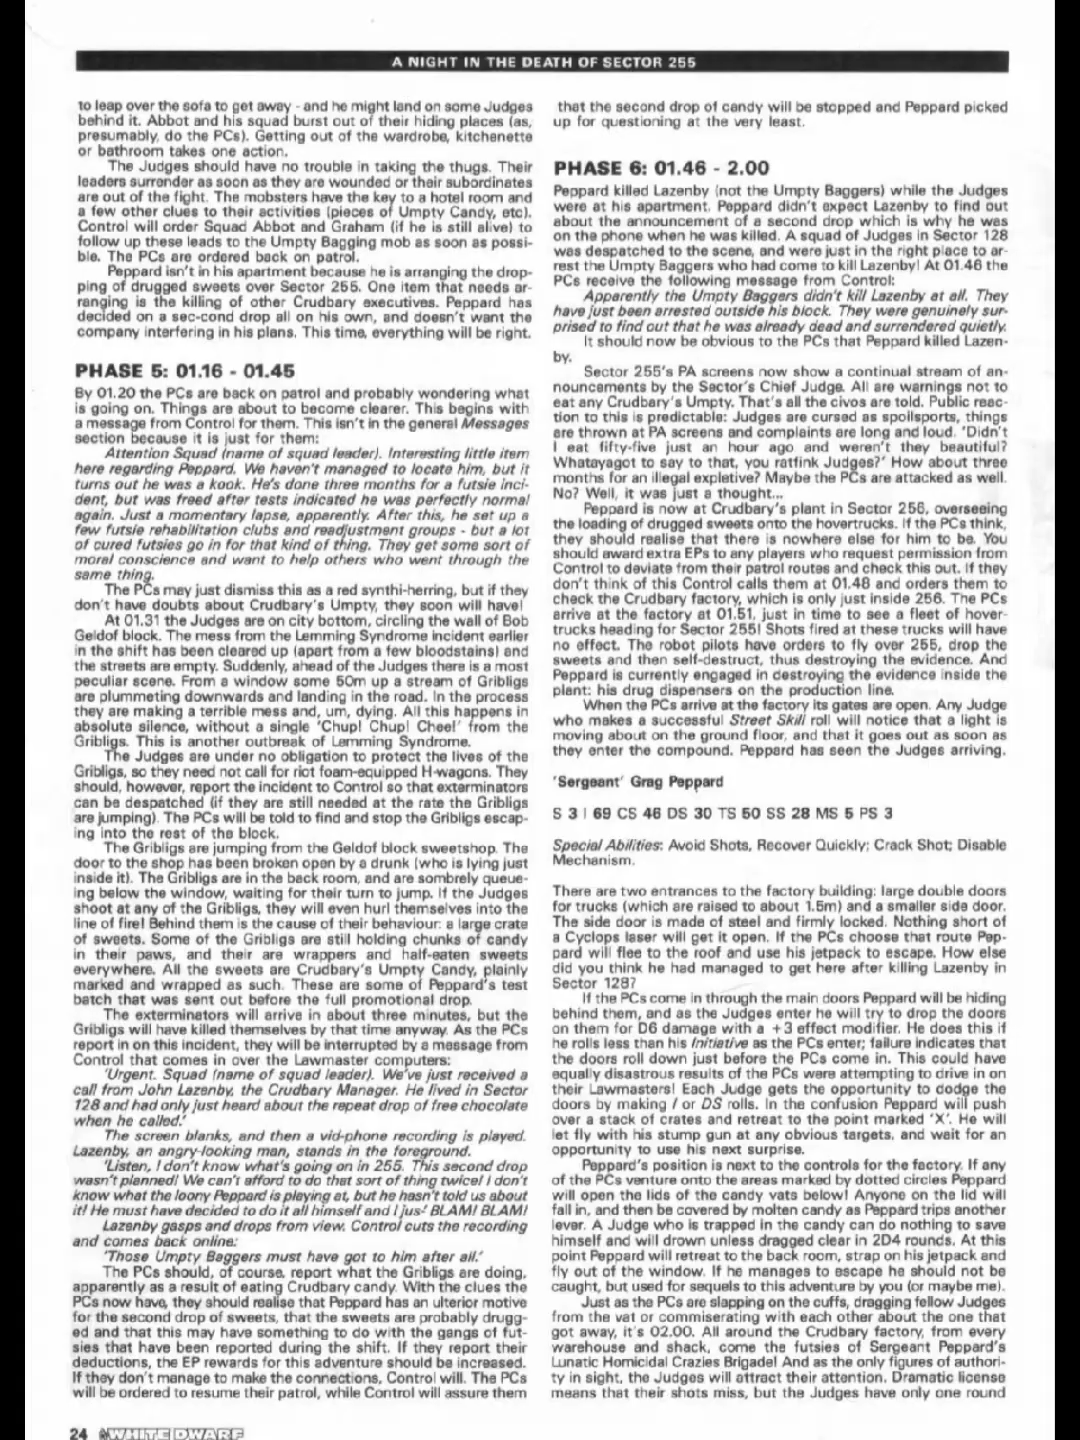 A NIGHT IN THE DEATH OF SECTOR 255
to leap over the sofa to get away - and he might land on some Judges
behind it. Abbot and his squad burst out of their hiding places (as,
presumably, do the PCs). Getting out of the wardrobe, kitchenette
or bathroom takes one action.
The Judges should have no trouble in taking the thugs. Their
leaders surrender as soon as they are wounded or their subordinates
are out of the fight. The mobsters have the key to a hotel room and
a few other clues to their activities (pieces of Umpty Candy, etc).
Control will order Squad Abbot and Graham (if he is still alive) to
follow up these leads to the Umpty Bagging mob as soon as possi-
ble. The PCs are ordered back on patrol.
Peppard isn't in his apartment because he is arranging the drop-
ping of drugged sweets over Sector 255. One item that needs ar-
ranging is the killing of other Crudbary executives. Peppard has
decided on a sec-cond drop all on his own, and doesn't want the
company interfering in his plans. This time, everything will be right.
PHASE 5: 01.16 - 01.45
By 01.20 the PCs are back on patrol and probably wondering what
is going on. Things are about to become clearer. This begins with
a message from Control for them. This isn't in the general Messages
section because it is just for them:
Attention Squad (name of squad leader). Interesting little item
here regarding Peppard. We haven't managed to locate him, but it
turns out he was a kook. He's done three months for a futsie inci-
dent, but was freed after tests indicated he was perfectly normal
again. Just a momentary lapse, apparently. After this, he set up a
few futsie rehabilitation clubs and readjustment groups - but a lot
of cured futsies go in for that kind of thing. They get some sort of
moral conscience and want to help others who went through the
same thing.
The PCs may just dismiss this as a red synthi-herring, but if they
don't have doubts about Crudbary's Umpty, they soon will have!
At 01.31 the Judges are on city bottom, circling the wall of Bob
Geldof block. The mess from the Lemming Syndrome incident earlier
in the shift has been cleared up (apart from a few bloodstains) and
the streets are empty. Suddenly, ahead of the Judges there is a most
peculiar scene. From a window some 50m up a stream of Gribligs
are plummeting downwards and landing in the road. In the process
they are making a terrible mess and, um, dying. All this happens in
absolute silence, without a single 'Chup! Chup! Chee!' from the
Gribligs. This is another outbreak of Lemming Syndrome.
The Judges are under no obligation to protect the lives of the
Gribligs, so they need not call for riot foam-equipped H-wagons. They
should, however, report the incident to Control so that exterminators
can be despatched (if they are still needed at the rate the Gribligs
are jumping). The PCs will be told to find and stop the Gribligs escap-
ing into the rest of the block.
The Gribligs are jumping from the Geldof block sweetshop. The
door to the shop has been broken open by a drunk (who is lying just
inside it). The Gribligs are in the back room, and are sombrely queue-
ing below the window, waiting for their turn to jump. If the Judges
shoot at any of the Gribligs, they will even hurl themselves into the
line of fire! Behind them is the cause of their behaviour: a large crate
of sweets. Some of the Gribligs are still holding chunks of candy
in their paws, and their are wrappers and half-eaten sweets
everywhere. All the sweets are Crudbary's Umpty Candy, plainly
marked and wrapped as such. These are some of Peppard's test
batch that was sent out before the full promotional drop.
The exterminators will arrive in about three minutes, but the
Gribligs will have killed themselves by that time anyway. As the PCs
report in on this incident, they will be interrupted by a message from
Control that comes in over the Lawmaster computers:
'Urgent. Squad (name of squad leader). We've just received a
call from John Lazenby, the Crudbary Manager. He lived in Sector
128 and had only just heard about the repeat drop of free chocolate
when he called.'
The screen blanks, and then a vid-phone recording is played.
Lazenby, an angry-looking man, stands in the foreground.
'Listen, I don't know what's going on in 255. This second drop
wasn't planned! We can't afford to do that sort of thing twice! I don't
know what the loony Peppard is playing at, but he hasn't told us about
it! He must have decided to do it all himself and I jus-' BLAM! BLAM!
Lazenby gasps and drops from view. Control cuts the recording
and comes back online:
'Those Umpty Baggers must have got to him after all.'
The PCs should, of course, report what the Gribligs are doing,
apparently as a result of eating Crudbary candy. With the clues the
PCs now have, they should realise that Peppard has an ulterior motive
for the second drop of sweets, that the sweets are probably drugg-
ed and that this may have something to do with the gangs of fut-
sies that have been reported during the shift. If they report their
deductions, the EP rewards for this adventure should be increased.
If they don't manage to make the connections, Control will. The PCs
will be ordered to resume their patrol, while Control will assure them
that the second drop of candy will be stopped and Peppard picked
up for questioning at the very least.
PHASE 6: 01.46 - 2.00
Peppard killed Lazenby (not the Umpty Baggers) while the Judges
were at his apartment. Peppard didn't expect Lazenby to find out
about the announcement of a second drop which is why he was
on the phone when he was killed. A squad of Judges in Sector 128
was despatched to the scene, and were just in the right place to ar-
rest the Umpty Baggers who had come to kill Lazenby! At 01.46 the
PCs receive the following message from Control:
Apparently the Umpty Baggers didn't kill Lazenby at all. They
have just been arrested outside his block. They were genuinely sur-
prised to find out that he was already dead and surrendered quietly.
It should now be obvious to the PCs that Peppard killed Lazen-
by.
Sector 255's PA screens now show a continual stream of an-
nouncements by the Sector's Chief Judge. All are warnings not to
eat any Crudbary's Umpty. That's all the civos are told. Public reac-
tion to this is predictable: Judges are cursed as spoilsports, things
are thrown at PA screens and complaints are long and loud. 'Didn't
I eat fifty-five just an hour ago and weren't they beautiful?
Whatayagot to say to that, you ratfink Judges?' How about three
months for an illegal expletive? Maybe the PCs are attacked as well.
No? Well, it was just a thought...
Peppard is now at Crudbary's plant in Sector 256, overseeing
the loading of drugged sweets onto the hovertrucks. If the PCs think,
they should realise that there is nowhere else for him to be. You
should award extra EPs to any players who request permission from
Control to deviate from their patrol routes and check this out. If they
don't think of this Control calls them at 01.48 and orders them to
check the Crudbary factory, which is only just inside 256. The PCs
arrive at the factory at 01.51, just in time to see a fleet of hover-
trucks heading for Sector 255! Shots fired at these trucks will have
no effect. The robot pilots have orders to fly over 255, drop the
sweets and then self-destruct, thus destroying the evidence. And
Peppard is currently engaged in destroying the evidence inside the
plant: his drug dispensers on the production line.
When the PCs arrive at the factory its gates are open. Any Judge
who makes a successful Street Skill roll will notice that a light is
moving about on the ground floor, and that it goes out as soon as
they enter the compound. Peppard has seen the Judges arriving.
'Sergeant' Grag Peppard
S 3 I 69 CS 46 DS 30 TS 50 SS 28 MS 5 PS 3
Special Abilities: Avoid Shots, Recover Quickly; Crack Shot; Disable
Mechanism.
There are two entrances to the factory building: large double doors
for trucks (which are raised to about 1.5m) and a smaller side door.
The side door is made of steel and firmly locked. Nothing short of
a Cyclops laser will get it open. If the PCs choose that route Pep-
pard will flee to the roof and use his jetpack to escape. How else
did you think he had managed to get here after killing Lazenby in
Sector 128?
If the PCs come in through the main doors Peppard will be hiding
behind them, and as the Judges enter he will try to drop the doors
on them for D6 damage with a +3 effect modifier. He does this if
he rolls less than his Initiative as the PCs enter; failure indicates that
the doors roll down just before the PCs come in. This could have
equally disastrous results of the PCs were attempting to drive in on
their Lawmasters! Each Judge gets the opportunity to dodge the
doors by making I or DS rolls. In the confusion Peppard will push
over a stack of crates and retreat to the point marked 'X'. He will
let fly with his stump gun at any obvious targets, and wait for an
opportunity to use his next surprise.
Peppard's position is next to the controls for the factory. If any
of the PCs venture onto the areas marked by dotted circles Peppard
will open the lids of the candy vats below! Anyone on the lid will
fall in, and then be covered by molten candy as Peppard trips another
lever. A Judge who is trapped in the candy can do nothing to save
himself and will drown unless dragged clear in 2D4 rounds. At this
point Peppard will retreat to the back room, strap on his jetpack and
fly out of the window. If he manages to escape he should not be
caught, but used for sequels to this adventure by you (or maybe me).
Just as the PCs are slapping on the cuffs, dragging fellow Judges
from the vat or commiserating with each other about the one that
got away, it's 02.00. All around the Crudbary factory, from every
warehouse and shack, come the futsies of Sergeant Peppard's
Lunatic Homicidal Crazies Brigade! And as the only figures of authori-
ty in sight, the Judges will attract their attention. Dramatic license
means that their shots miss, but the Judges have only one round
24 WHITE DWARF